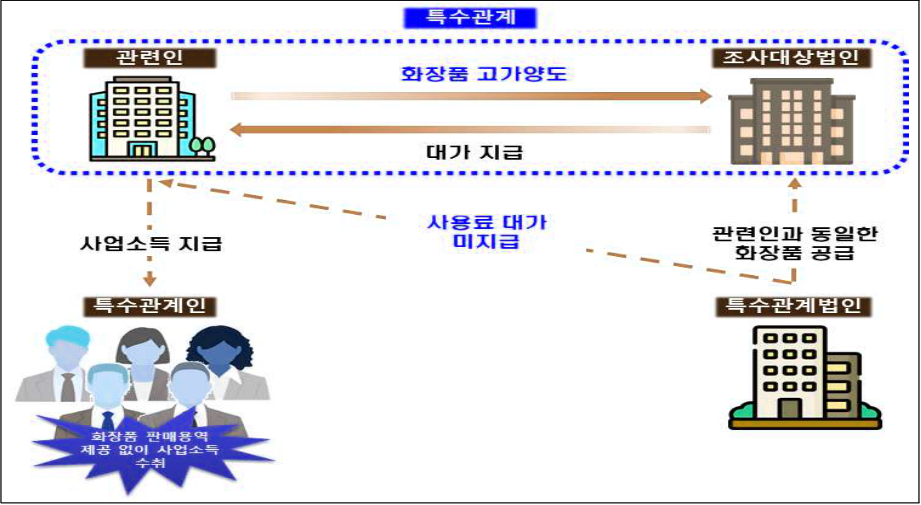 특수관계
관련인
조사대상법인
화장품 고가양도
대가 지급
사업소득 지급
사용료 대가
미지급
관련인과 동일한
화장품 공급
특수관계인
특수관계법인
화장품 판매용역
제공 없이 사업소득
수취